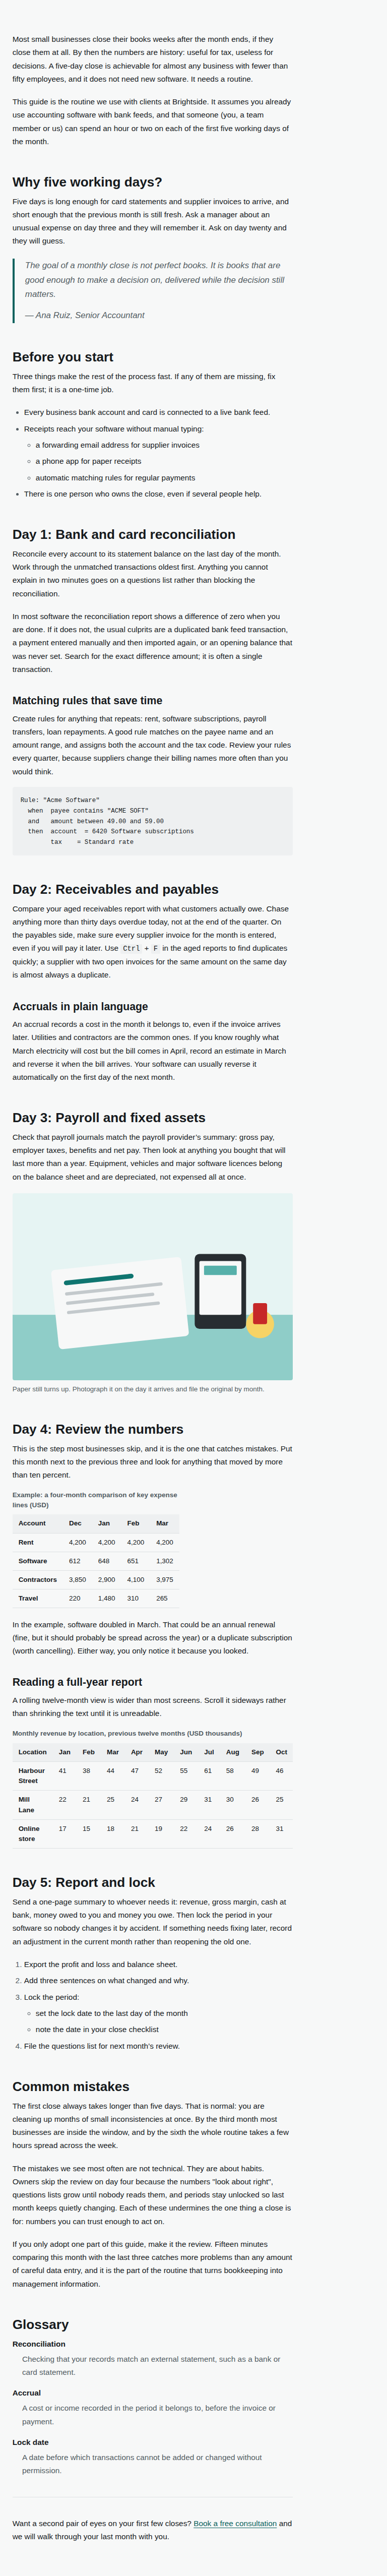 Most small businesses close their books weeks after the month ends, if they
close them at all. By then the numbers are history: useful for tax, useless for
decisions. A five-day close is achievable for almost any business with fewer than
fifty employees, and it does not need new software. It needs a routine.
This guide is the routine we use with clients at Brightside. It assumes you already
use accounting software with bank feeds, and that someone (you, a team
member or us) can spend an hour or two on each of the first five working days of
the month.
Why five working days?
Five days is long enough for card statements and supplier invoices to arrive, and
short enough that the previous month is still fresh. Ask a manager about an
unusual expense on day three and they will remember it. Ask on day twenty and
they will guess.
The goal of a monthly close is not perfect books. It is books that are
good enough to make a decision on, delivered while the decision still
matters.
— Ana Ruiz, Senior Accountant
Before you start
Three things make the rest of the process fast. If any of them are missing, fix
them first; it is a one-time job.
• Every business bank account and card is connected to a live bank feed.
• Receipts reach your software without manual typing:
◦ a forwarding email address for supplier invoices
◦ a phone app for paper receipts
◦ automatic matching rules for regular payments
• There is one person who owns the close, even if several people help.
Day 1: Bank and card reconciliation
Reconcile every account to its statement balance on the last day of the month.
Work through the unmatched transactions oldest first. Anything you cannot
explain in two minutes goes on a questions list rather than blocking the
reconciliation.
In most software the reconciliation report shows a difference of zero when you
are done. If it does not, the usual culprits are a duplicated bank feed transaction,
a payment entered manually and then imported again, or an opening balance that
was never set. Search for the exact difference amount; it is often a single
transaction.
Matching rules that save time
Create rules for anything that repeats: rent, software subscriptions, payroll
transfers, loan repayments. A good rule matches on the payee name and an
amount range, and assigns both the account and the tax code. Review your rules
every quarter, because suppliers change their billing names more often than you
would think.
Rule: "Acme Software"
when payee contains "ACME SOFT"
and amount between 49.00 and 59.00
then account = 6420 Software subscriptions
tax = Standard rate
Day 2: Receivables and payables
Compare your aged receivables report with what customers actually owe. Chase
anything more than thirty days overdue today, not at the end of the quarter. On
the payables side, make sure every supplier invoice for the month is entered,
even if you will pay it later. Use Ctrl + F in the aged reports to find duplicates
quickly; a supplier with two open invoices for the same amount on the same day
is almost always a duplicate.
Accruals in plain language
An accrual records a cost in the month it belongs to, even if the invoice arrives
later. Utilities and contractors are the common ones. If you know roughly what
March electricity will cost but the bill comes in April, record an estimate in March
and reverse it when the bill arrives. Your software can usually reverse it
automatically on the first day of the next month.
Day 3: Payroll and fixed assets
Check that payroll journals match the payroll provider's summary: gross pay,
employer taxes, benefits and net pay. Then look at anything you bought that will
last more than a year. Equipment, vehicles and major software licences belong
on the balance sheet and are depreciated, not expensed all at once.
Paper still turns up. Photograph it on the day it arrives and file the original by month.
Day 4: Review the numbers
This is the step most businesses skip, and it is the one that catches mistakes. Put
this month next to the previous three and look for anything that moved by more
than ten percent.
Example: a four-month comparison of key expense
lines (USD)
Account Dec Jan Feb Mar
Rent 4,200 4,200 4,200 4,200
Software 612 648 651 1,302
Contractors 3,850 2,900 4,100 3,975
Travel 220 1,480 310 265
In the example, software doubled in March. That could be an annual renewal
(fine, but it should probably be spread across the year) or a duplicate subscription
(worth cancelling). Either way, you only notice it because you looked.
Reading a full-year report
A rolling twelve-month view is wider than most screens. Scroll it sideways rather
than shrinking the text until it is unreadable.
Monthly revenue by location, previous twelve months (USD thousands)
Location Jan Feb Mar Apr May Jun Jul Aug Sep Oct
Harbour
Street 41 38 44 47 52 55 61 58 49 46
Mill
Lane 22 21 25 24 27 29 31 30 26 25
Online
store 17 15 18 21 19 22 24 26 28 31
Day 5: Report and lock
Send a one-page summary to whoever needs it: revenue, gross margin, cash at
bank, money owed to you and money you owe. Then lock the period in your
software so nobody changes it by accident. If something needs fixing later, record
an adjustment in the current month rather than reopening the old one.
1. Export the profit and loss and balance sheet.
2. Add three sentences on what changed and why.
3. Lock the period:
◦ set the lock date to the last day of the month
◦ note the date in your close checklist
4. File the questions list for next month's review.
Common mistakes
The first close always takes longer than five days. That is normal: you are
cleaning up months of small inconsistencies at once. By the third month most
businesses are inside the window, and by the sixth the whole routine takes a few
hours spread across the week.
The mistakes we see most often are not technical. They are about habits.
Owners skip the review on day four because the numbers "look about right",
questions lists grow until nobody reads them, and periods stay unlocked so last
month keeps quietly changing. Each of these undermines the one thing a close is
for: numbers you can trust enough to act on.
If you only adopt one part of this guide, make it the review. Fifteen minutes
comparing this month with the last three catches more problems than any amount
of careful data entry, and it is the part of the routine that turns bookkeeping into
management information.
Glossary
Reconciliation
Checking that your records match an external statement, such as a bank or
card statement.
Accrual
A cost or income recorded in the period it belongs to, before the invoice or
payment.
Lock date
A date before which transactions cannot be added or changed without
permission.
Want a second pair of eyes on your first few closes? Book a free consultation and
we will walk through your last month with you.